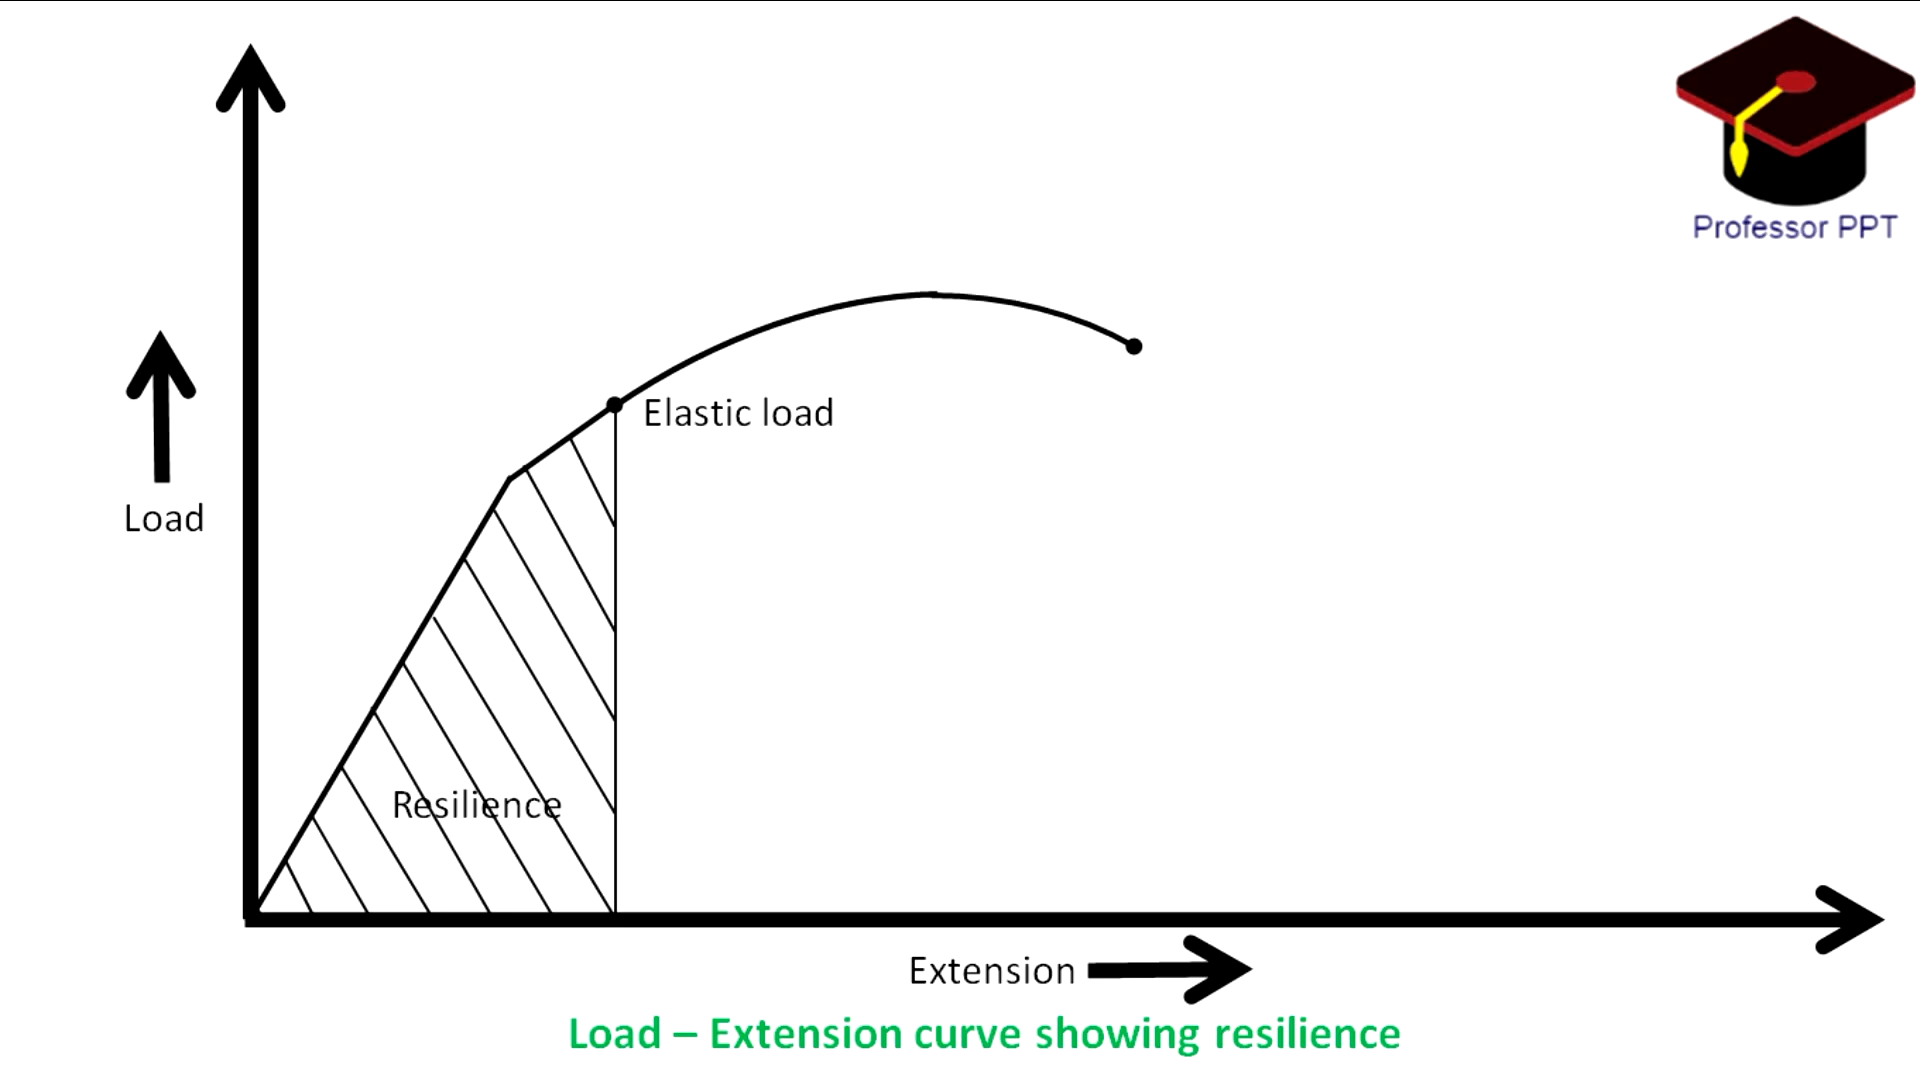 Professor PPT
Elastic load
Load
Resilience
Extension
Load – Extension curve showing resilience